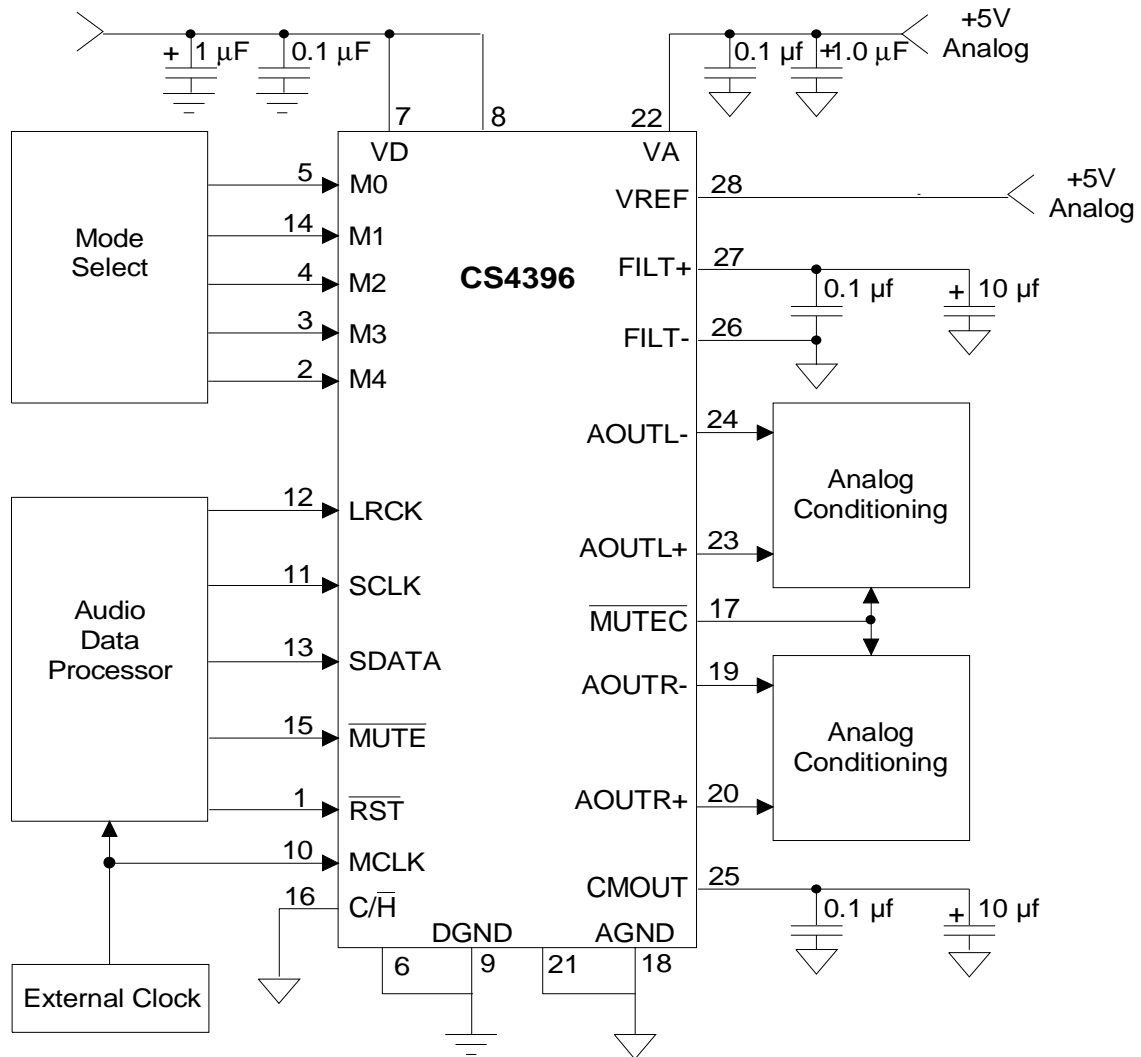 + 1 µF 0.1 µF
0.1 µf + 1.0 µF
+5V
Analog
7 8 22
VD VA
Mode
Select
5 M0
14 M1
4 M2
3 M3
2 M4
CS4396
VREF 28
+5V
Analog
FILT+ 27
0.1 µf + 10 µf
FILT- 26
AOUTL- 24
Analog
Conditioning
AOUTL+ 23
MUTEC 17
AOUTR- 19
Analog
Conditioning
AOUTR+ 20
CMOUT 25
0.1 µf + 10 µf
Audio
Data
Processor
12 LRCK
11 SCLK
13 SDATA
15 MUTE
1 RST
10 MCLK
16 C/H
DGND AGND
6 9 21 18
External Clock